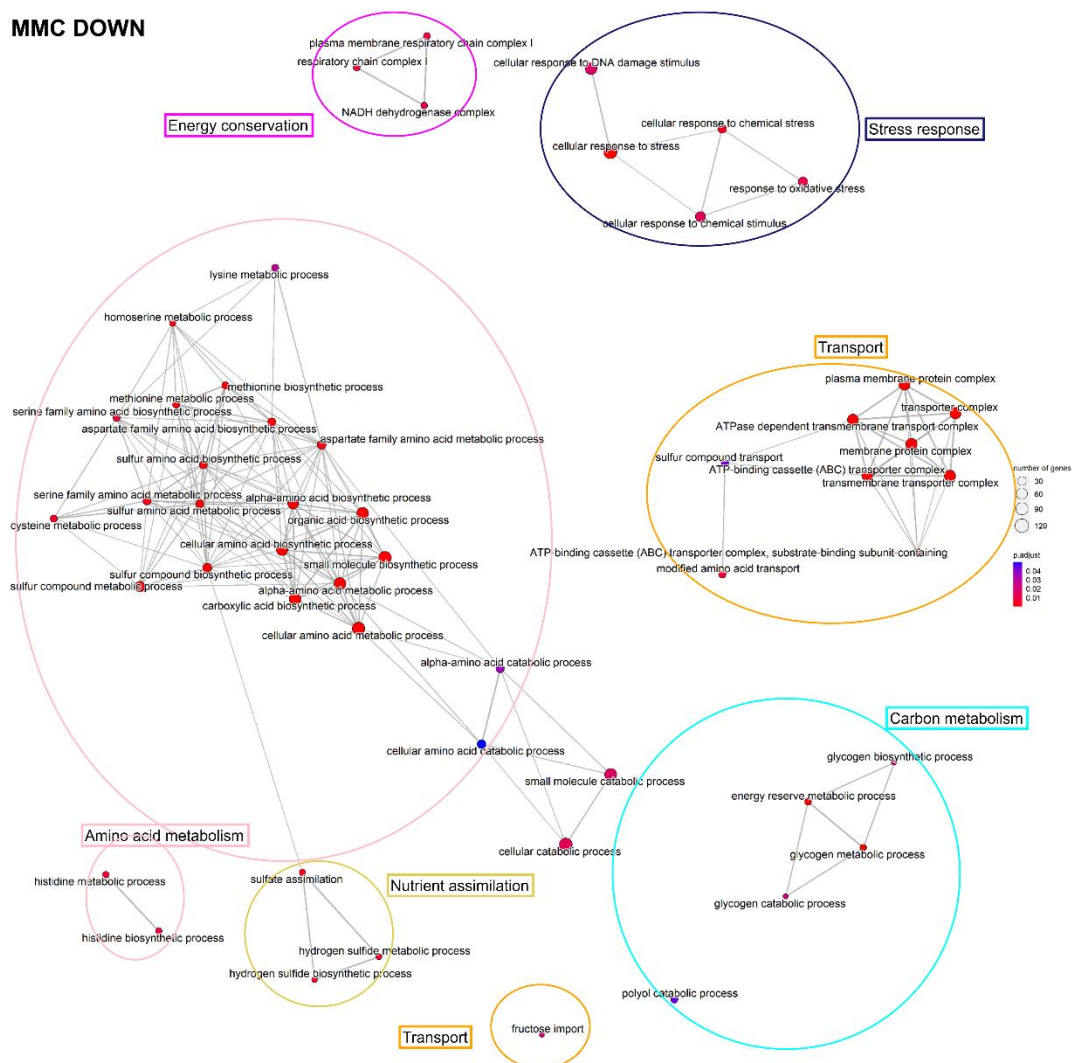 MMC DOWN
plasma membrane respiratory chain complex I
respiratory chain complex I
NADH dehydrogenase complex
Energy conservation
cellular response to DNA damage stimulus
cellular response to chemical stress
cellular response to stress
response to oxidative stress
cellular response to chemical stimulus
Stress response
lysine metabolic process
homoserine metabolic process
methionine biosynthetic process
methionine metabolic process
serine family amino acid biosynthetic process
aspartate family amino acid biosynthetic process
aspartate family amino acid metabolic process
sulfur amino acid biosynthetic process
serine family amino acid metabolic process
alpha-amino acid biosynthetic process
sulfur amino acid metabolic process
organic acid biosynthetic process
cysteine metabolic process
cellular amino acid biosynthetic process
small molecule biosynthetic process
sulfur compound biosynthetic process
sulfur compound metabolic process
alpha-amino acid metabolic process
carboxylic acid biosynthetic process
cellular amino acid metabolic process
alpha-amino acid catabolic process
cellular amino acid catabolic process
small molecule catabolic process
cellular catabolic process
Transport
plasma membrane protein complex
transporter complex
ATPase dependent transmembrane transport complex
membrane protein complex
sulfur compound transport
ATP-binding cassette (ABC) transporter complex
transmembrane transporter complex
ATP-binding cassette (ABC) transporter complex, substrate-binding subunit-containing
modified amino acid transport
number of genes
30
60
90
120
p.adjust
0.04
0.03
0.02
0.01
Carbon metabolism
glycogen biosynthetic process
energy reserve metabolic process
glycogen metabolic process
glycogen catabolic process
polyol catabolic process
Amino acid metabolism
histidine metabolic process
histidine biosynthetic process
Nutrient assimilation
sulfate assimilation
hydrogen sulfide metabolic process
hydrogen sulfide biosynthetic process
Transport
fructose import